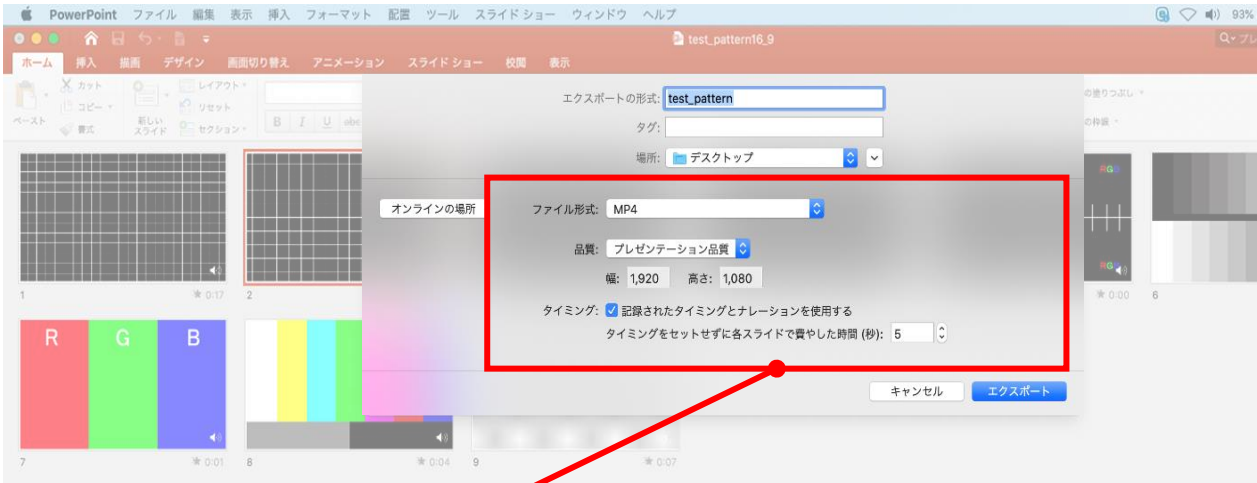 PowerPoint ファイル 編集 表示 挿入 フォーマット 配置 ツール スライド ショー ウィンドウ ヘルプ 93%
test_pattern16_9
ホーム 挿入 描画 デザイン 画面切り替え アニメーション スライド ショー 校閲 表示
ペースト カット コピー 書式
新しい スライド レイアウト リセット セクション
B I U abc
エクスポートの形式: test_pattern
タグ:
場所: デスクトップ
オンラインの場所
ファイル形式: MP4
品質: プレゼンテーション品質
幅: 1,920 高さ: 1,080
タイミング: 記録されたタイミングとナレーションを使用する
タイミングをセットせずに各スライドで費やした時間 (秒): 5
キャンセル エクスポート
の塗りつぶし
の枠線
RGB
RGB
1 0:17 2 0:00 6
R G B
7 0:01 8 0:04 9 0:07